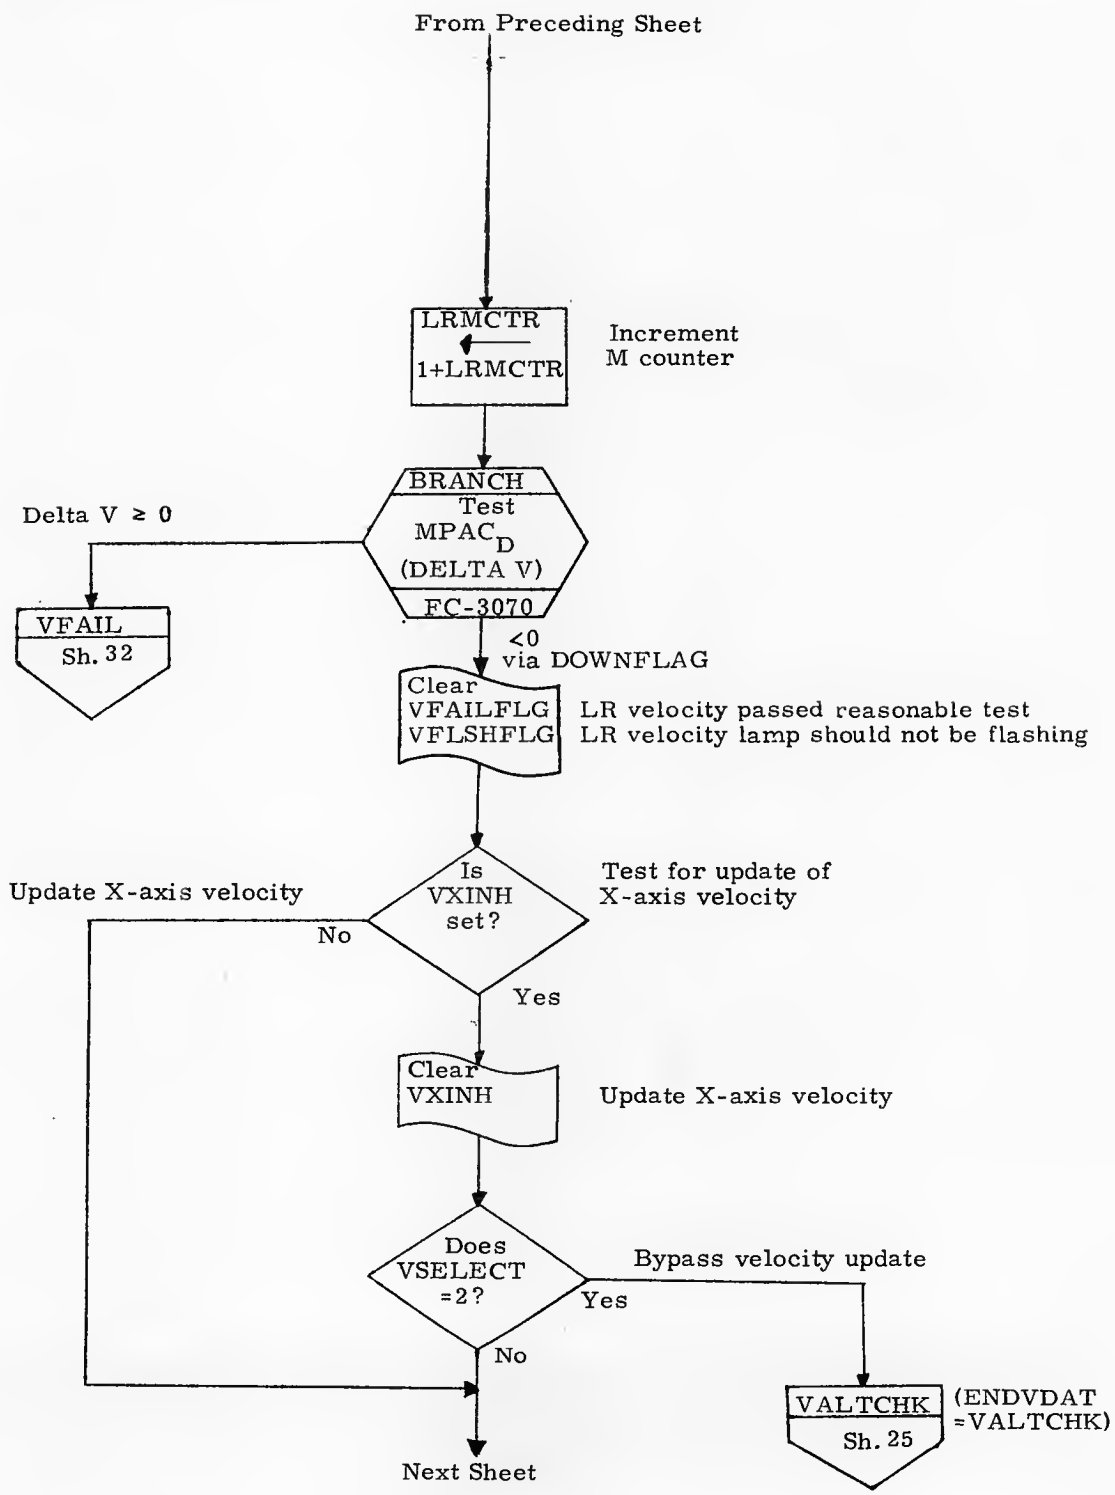 From Preceding Sheet
LRMCTR
1+LRMCTR
Increment
M counter
BRANCH
Test
MPAC D
(DELTA V)
FC-3070
Delta V ≥ 0
VFAIL
Sh. 32
<0
via DOWNFLAG
Clear
VFAILFLG
VFLSHFLG
LR velocity passed reasonable test
LR velocity lamp should not be flashing
Is
VXINH
set?
Test for update of
X-axis velocity
Update X-axis velocity
No
Yes
Clear
VXINH
Update X-axis velocity
Does
VSELECT
=2?
Bypass velocity update
Yes
No
VALTCHK
Sh. 25
(ENDVDAT
=VALTCHK)
Next Sheet